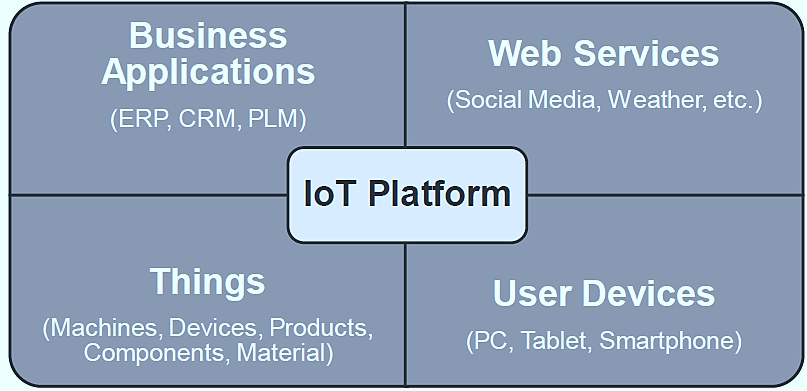 Business
Applications
(ERP, CRM, PLM)
Web Services
(Social Media, Weather, etc.)
IoT Platform
Things
(Machines, Devices, Products,
Components, Material)
User Devices
(PC, Tablet, Smartphone)